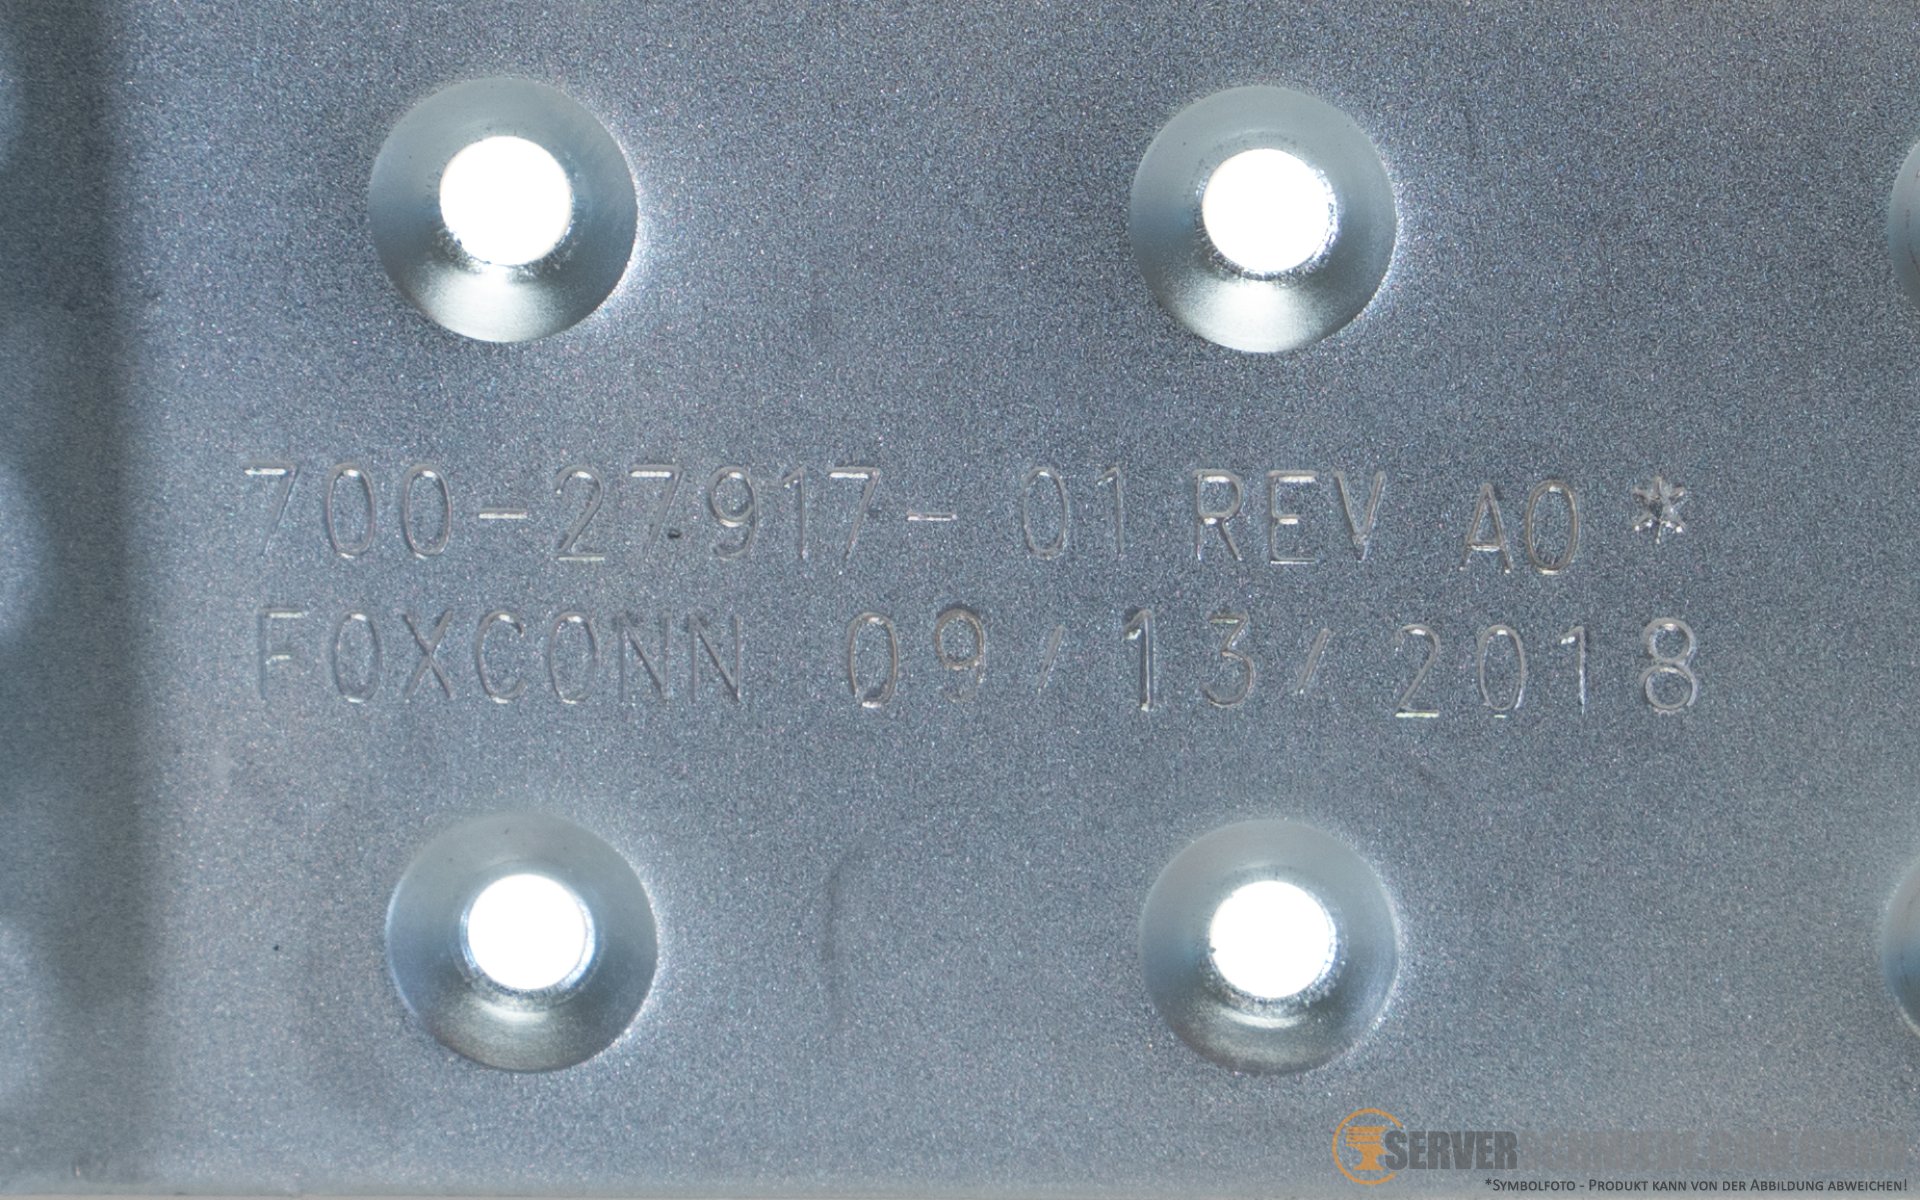 700-27917-01 REV A0 *
FOXCONN 09/13/2018
SERVER
*Symbolfoto - Produkt kann von der Abbildung abweichen!